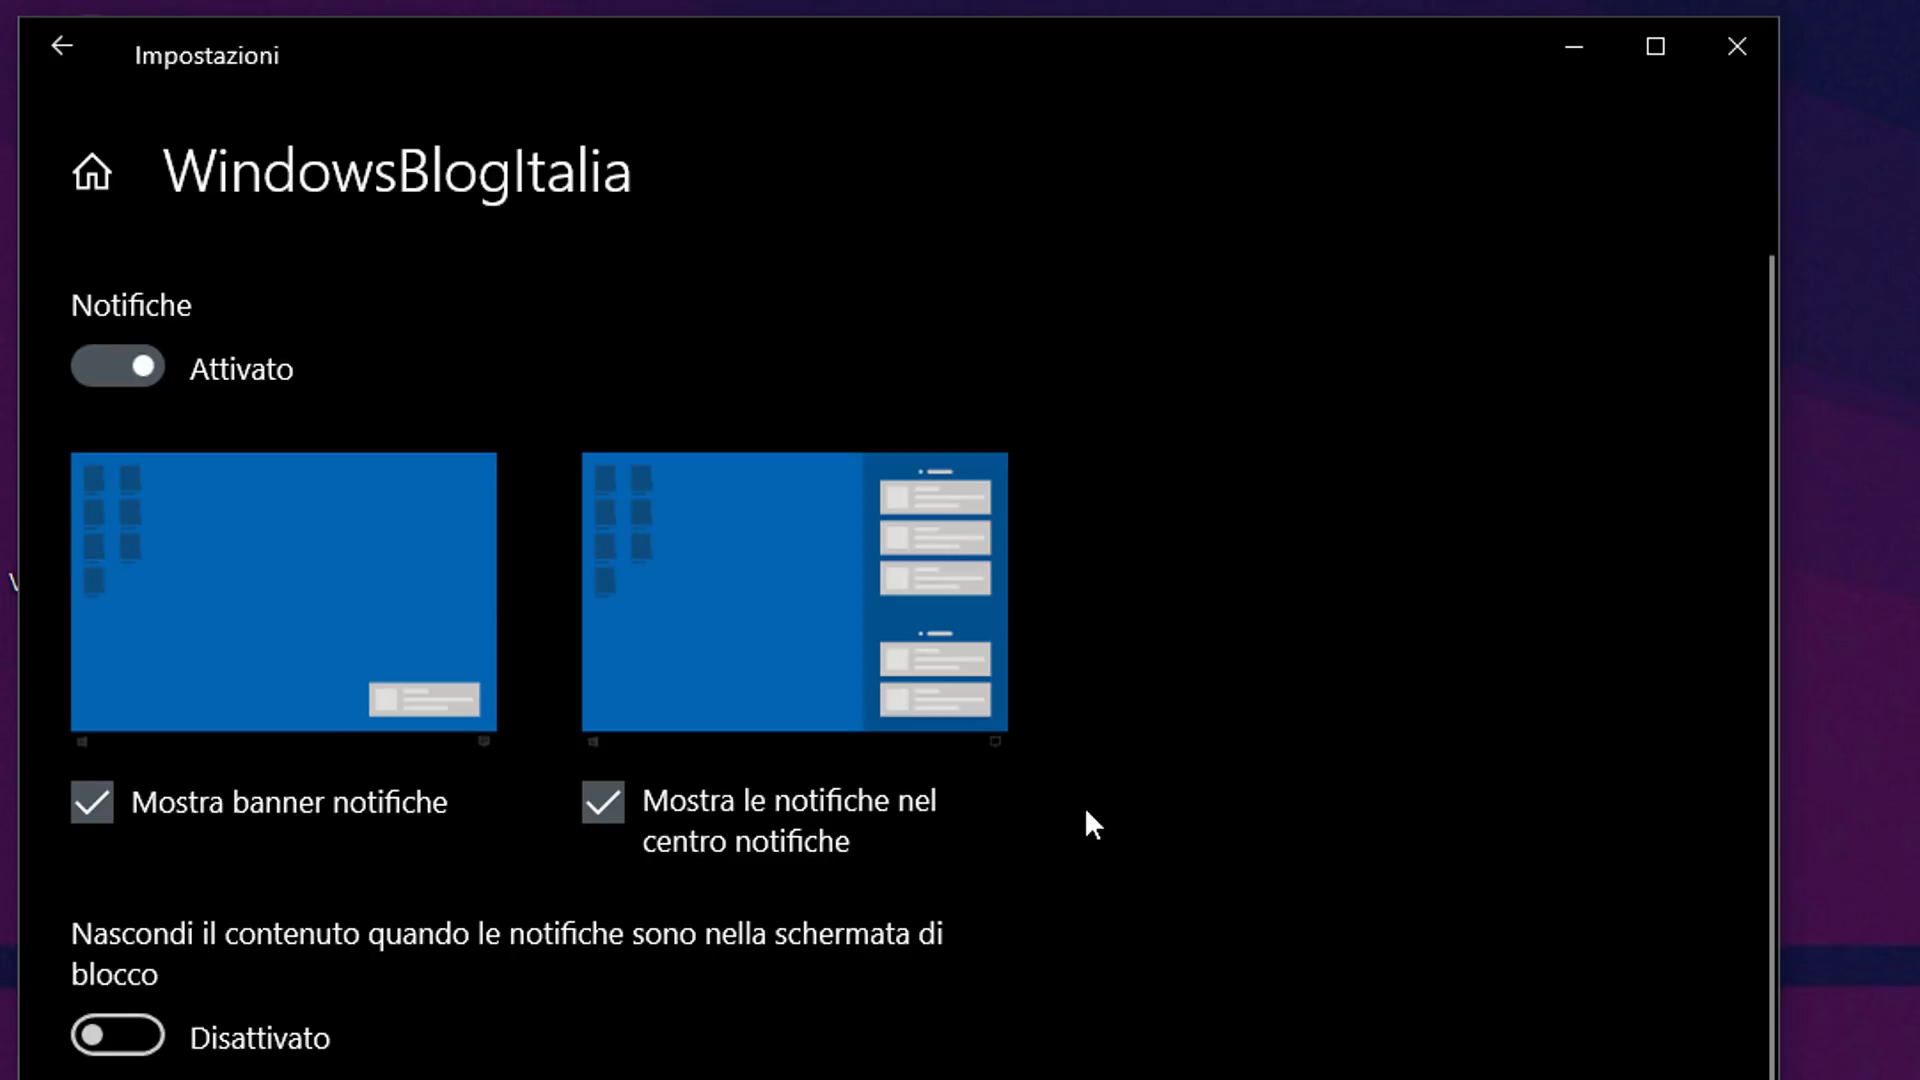 Impostazioni
WindowsBlogItalia
Notifiche
Attivato
Mostra banner notifiche
Mostra le notifiche nel
centro notifiche
Nascondi il contenuto quando le notifiche sono nella schermata di
blocco
Disattivato